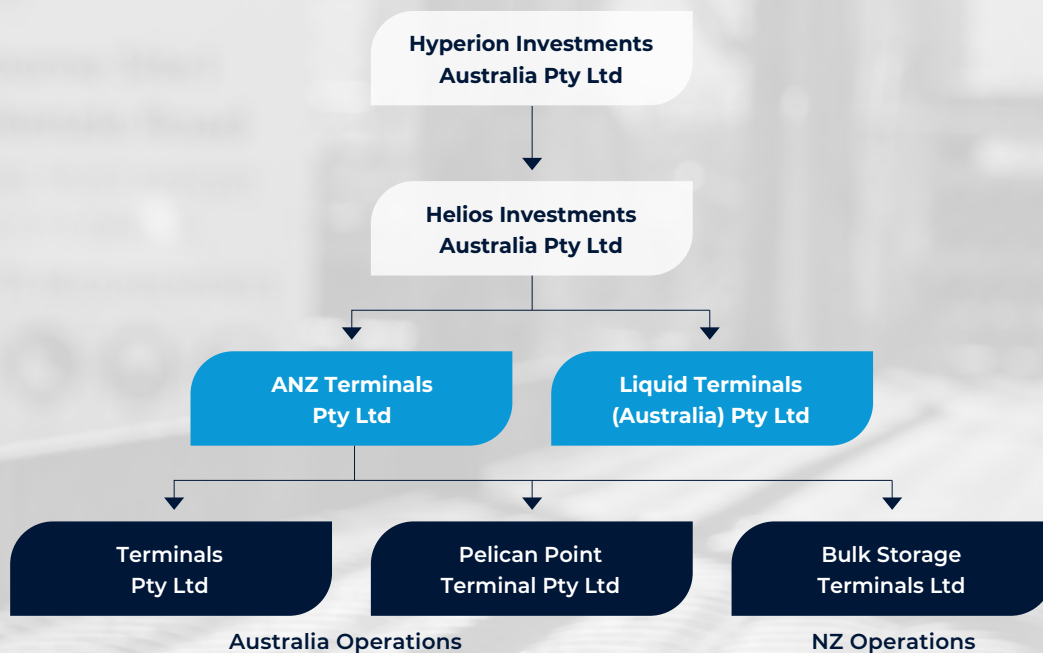 Hyperion Investments
Australia Pty Ltd
Helios Investments
Australia Pty Ltd
ANZ Terminals
Pty Ltd
Liquid Terminals
(Australia) Pty Ltd
Terminals
Pty Ltd
Pelican Point
Terminal Pty Ltd
Bulk Storage
Terminals Ltd
Australia Operations
NZ Operations